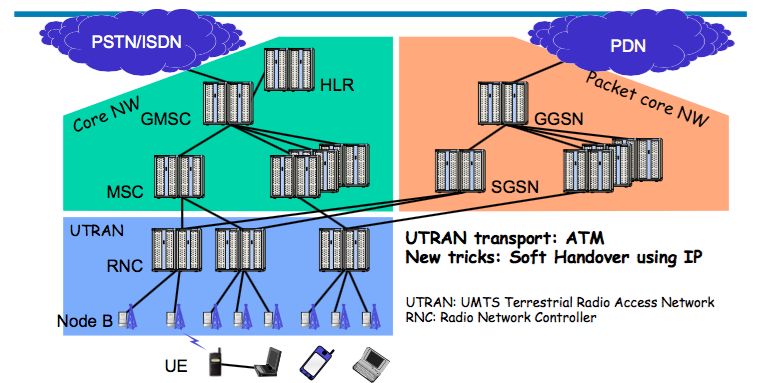 PSTN/ISDN
PDN
Core NW
HLR
GMSC
Packet core NW
GGSN
MSC
SGSN
UTRAN
RNC
UTRAN transport: ATM
New tricks: Soft Handover using IP
UTRAN: UMTS Terrestrial Radio Access Network
RNC: Radio Network Controller
Node B
UE